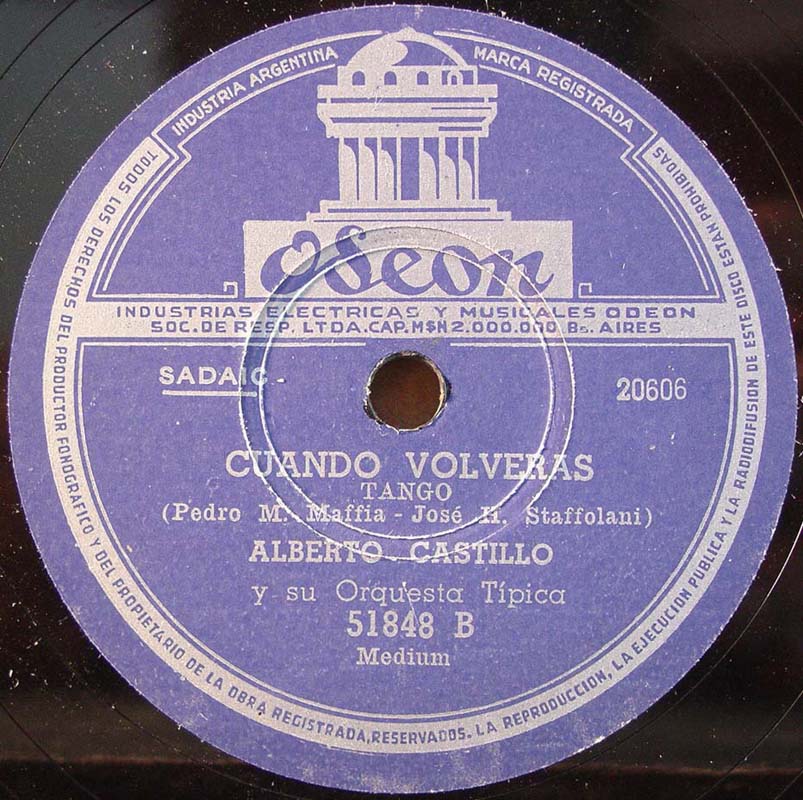 INDUSTRIA ARGENTINA
MARCA REGISTRADA
Odeon
INDUSTRIAS ELECTRICAS Y MUSICALES ODEON
SOC. DE RESP. LTDA. CAP. M$N 2.000.000 Bs. AIRES
SADAIC
20606
CUANDO VOLVERAS
TANGO
(Pedro M. Maffia - José H. Staffolani)
ALBERTO CASTILLO
y su Orquesta Típica
51848 B
Medium
TODOS LOS DERECHOS DEL PRODUCTOR FONOGRAFICO Y DEL PROPIETARIO DE LA OBRA REGISTRADA, RESERVADOS. LA REPRODUCCION, LA EJECUCION PUBLICA Y LA RADIODIFUSION DE ESTE DISCO ESTAN PROHIBIDAS